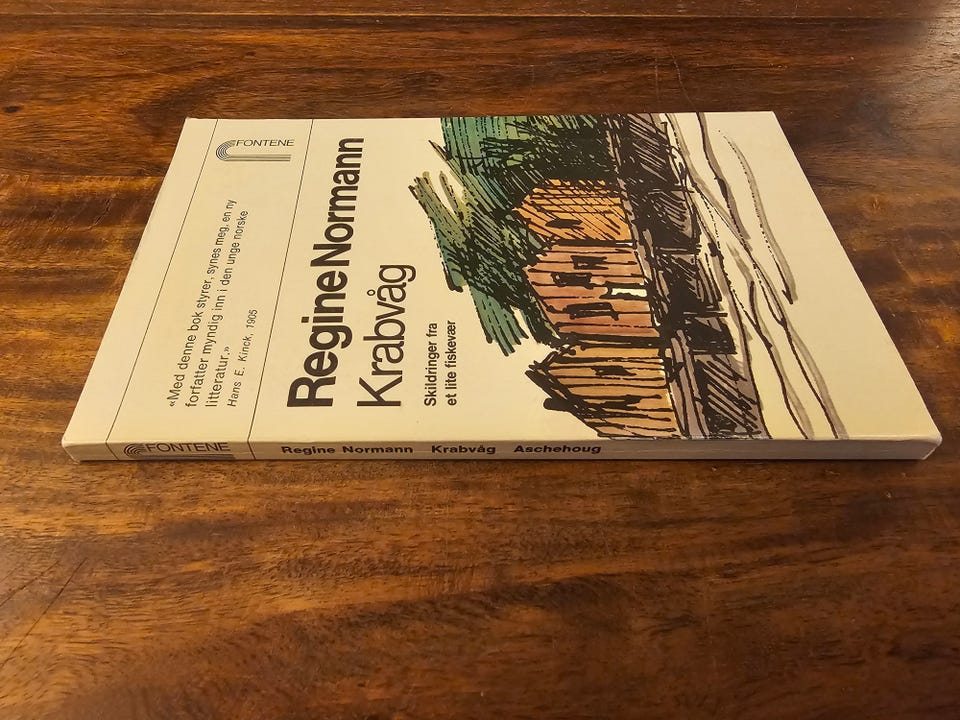 FONTENE
«Med denne bok styrer, synes meg, en ny
forfatter myndig inn i den unge norske
litteratur.»
Hans E. Kinck, 1905
Regine Normann
Krabvåg
Skildringer fra
et lite fiskevær
FONTENE
Regine Normann Krabvåg Aschehoug